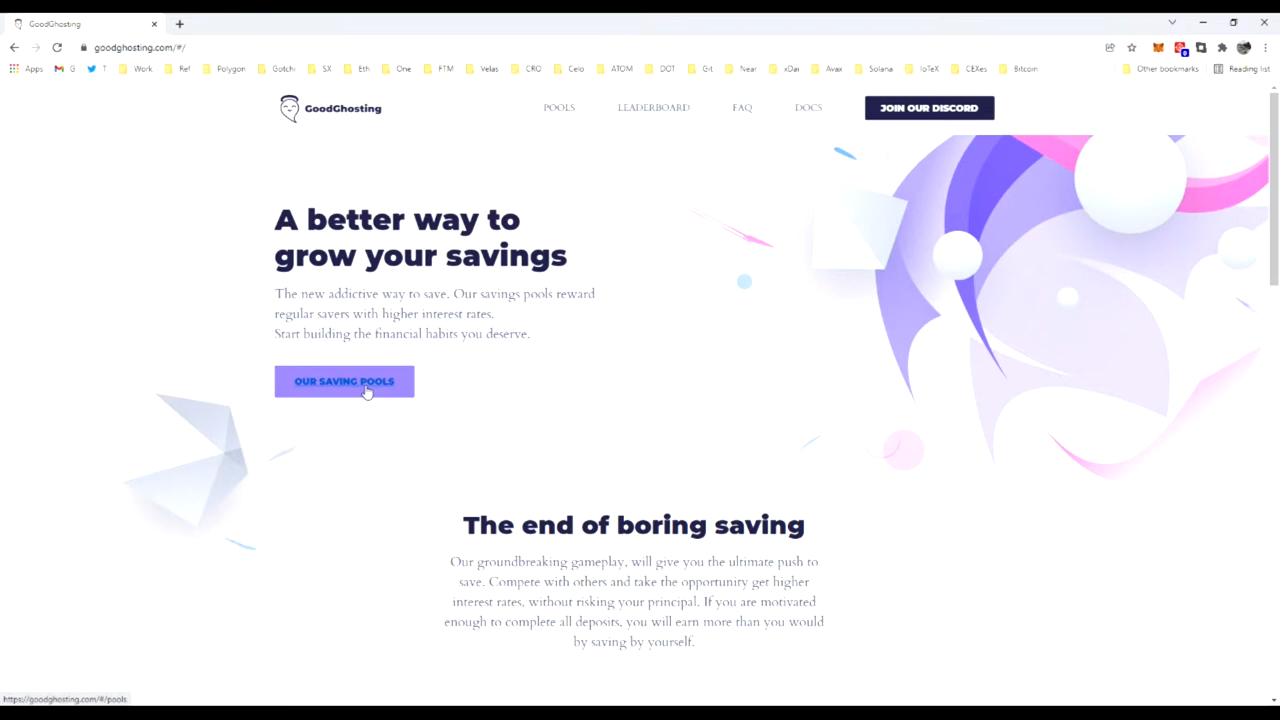 GoodGhosting
goodghosting.com/#/
Apps G T Work Ref Polygon Gotchi SX Eth One FTM Velas CRO Celo ATOM DOT Git Near xDai Avax Solana IoTeX CEXes Bitcoin Other bookmarks Reading list
GoodGhosting POOLS LEADERBOARD FAQ DOCS JOIN OUR DISCORD
A better way to
grow your savings
The new addictive way to save. Our savings pools reward
regular savers with higher interest rates.
Start building the financial habits you deserve.
OUR SAVING POOLS
The end of boring saving
Our groundbreaking gameplay, will give you the ultimate push to
save. Compete with others and take the opportunity get higher
interest rates, without risking your principal. If you are motivated
enough to complete all deposits, you will earn more than you would
by saving by yourself.
https://goodghosting.com/#/pools